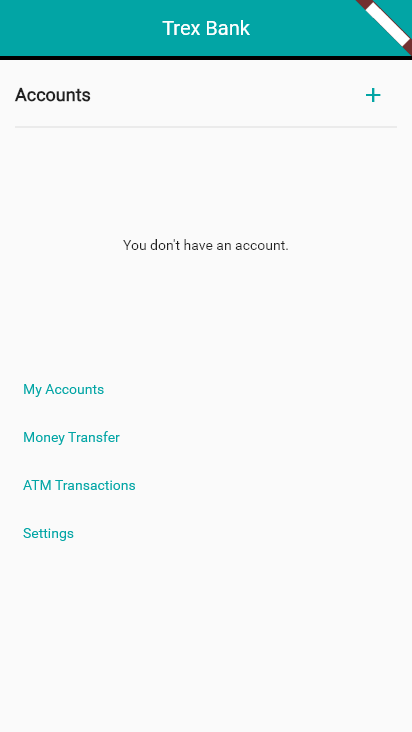 Trex Bank
Accounts
You don't have an account.
My Accounts
Money Transfer
ATM Transactions
Settings